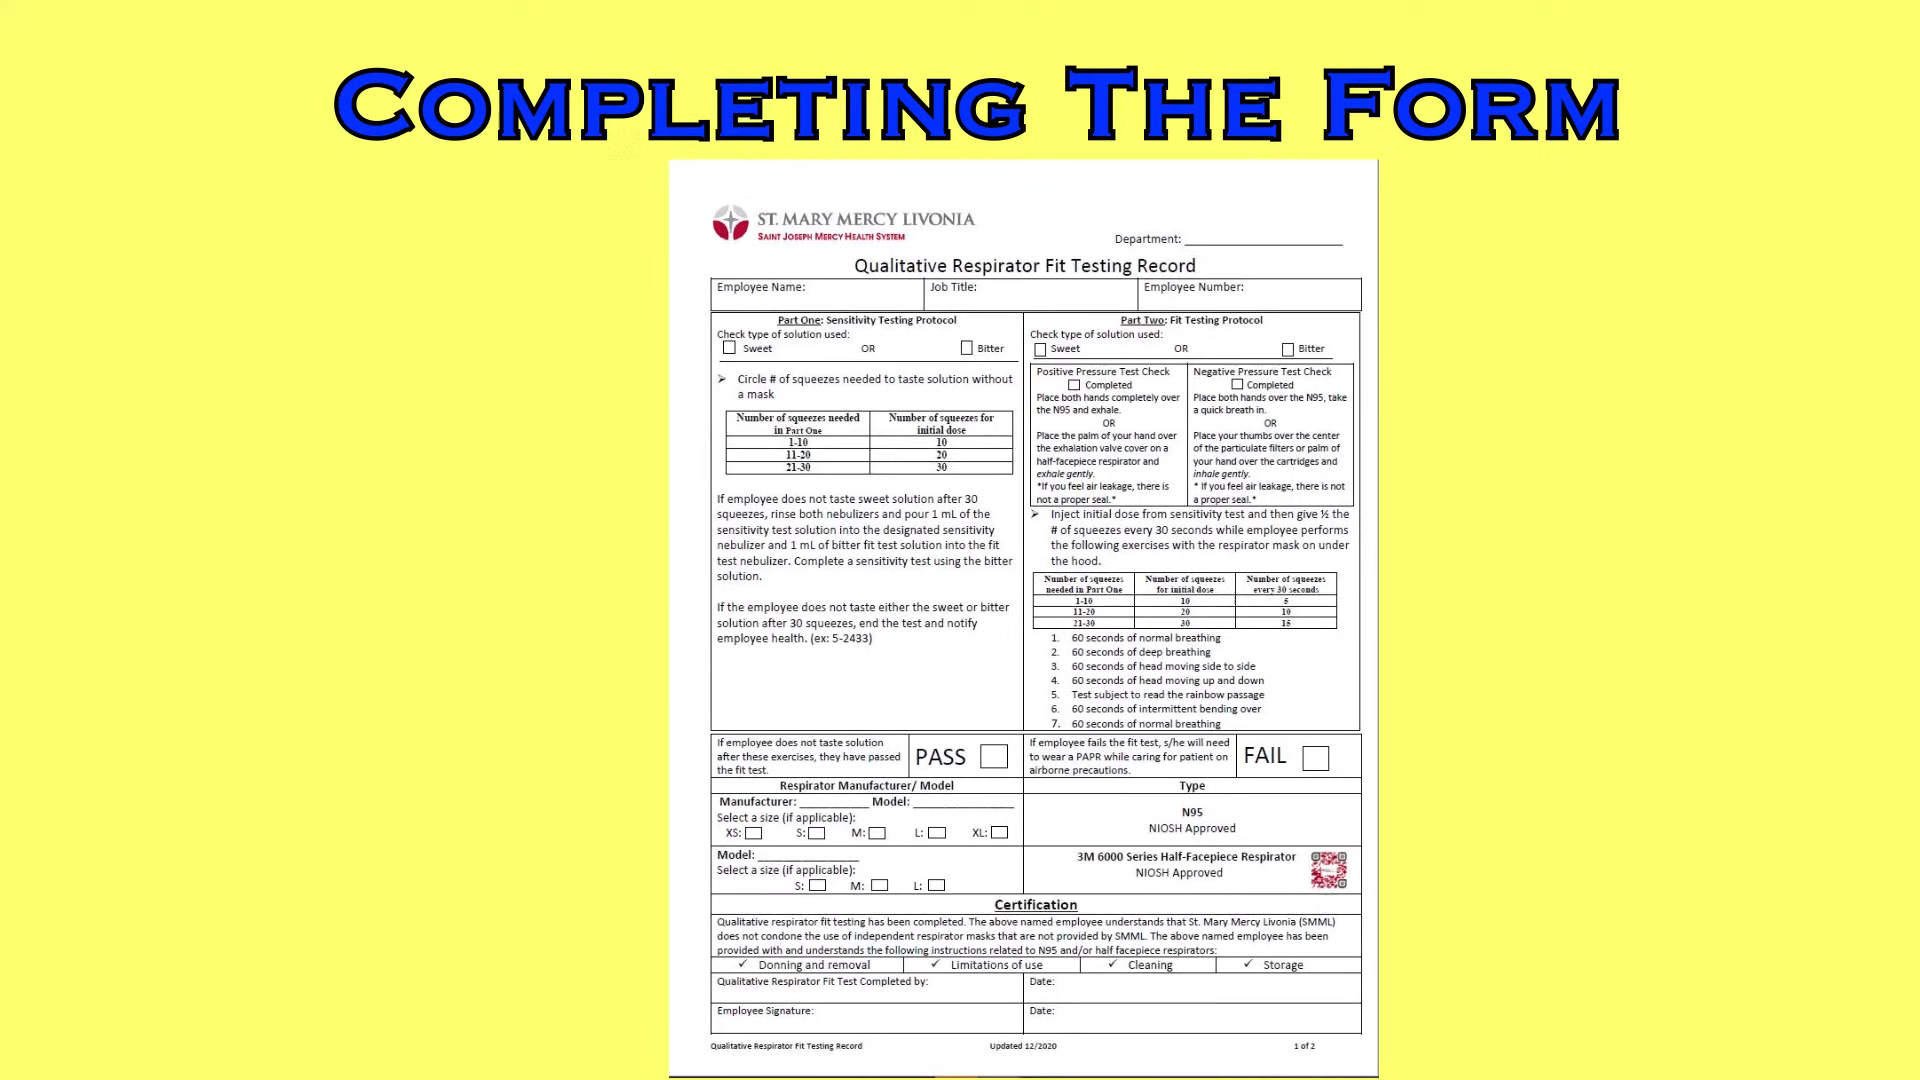 Completing The Form
ST. MARY MERCY LIVONIA
SAINT JOSEPH MERCY HEALTH SYSTEM
Department: ____________________
Qualitative Respirator Fit Testing Record
Employee Name: Job Title: Employee Number:
Part One: Sensitivity Testing Protocol
Check type of solution used:
Sweet OR Bitter
➢ Circle # of squeezes needed to taste solution without
a mask
Number of squeezes needed in Part One Number of squeezes for initial dose
1-10 10
11-20 20
21-30 30
If employee does not taste sweet solution after 30
squeezes, rinse both nebulizers and pour 1 mL of the
sensitivity test solution into the designated sensitivity
nebulizer and 1 mL of bitter fit test solution into the fit
test nebulizer. Complete a sensitivity test using the bitter
solution.
If the employee does not taste either the sweet or bitter
solution after 30 squeezes, end the test and notify
employee health. (ex: 5-2433)
Part Two: Fit Testing Protocol
Check type of solution used:
Sweet OR Bitter
Positive Pressure Test Check
Completed
Place both hands completely over
the N95 and exhale.
OR
Place the palm of your hand over
the exhalation valve cover on a
half-facepiece respirator and
exhale gently.
*If you feel air leakage, there is
not a proper seal.*
Negative Pressure Test Check
Completed
Place both hands over the N95, take
a quick breath in.
OR
Place your thumbs over the center
of the particulate filters or palm of
your hand over the cartridges and
inhale gently.
* If you feel air leakage, there is not
a proper seal.*
➢ Inject initial dose from sensitivity test and then give ½ the
# of squeezes every 30 seconds while employee performs
the following exercises with the respirator mask on under
the hood.
Number of squeezes needed in Part One Number of squeezes for initial dose Number of squeezes every 30 seconds
1-10 10 5
11-20 20 10
21-30 30 15
1. 60 seconds of normal breathing
2. 60 seconds of deep breathing
3. 60 seconds of head moving side to side
4. 60 seconds of head moving up and down
5. Test subject to read the rainbow passage
6. 60 seconds of intermittent bending over
7. 60 seconds of normal breathing
If employee does not taste solution
after these exercises, they have passed
the fit test.
PASS
If employee fails the fit test, s/he will need
to wear a PAPR while caring for patient on
airborne precautions.
FAIL
Respirator Manufacturer/ Model Type
Manufacturer: __________ Model: _______________
Select a size (if applicable):
XS: S: M: L: XL:
N95
NIOSH Approved
Model: _______________
Select a size (if applicable):
S: M: L:
3M 6000 Series Half-Facepiece Respirator
NIOSH Approved
Certification
Qualitative respirator fit testing has been completed. The above named employee understands that St. Mary Mercy Livonia (SMML)
does not condone the use of independent respirator masks that are not provided by SMML. The above named employee has been
provided with and understands the following instructions related to N95 and/or half facepiece respirators:
✓ Donning and removal ✓ Limitations of use ✓ Cleaning ✓ Storage
Qualitative Respirator Fit Test Completed by: Date:
Employee Signature: Date:
Qualitative Respirator Fit Testing Record Updated 12/2020 1 of 2